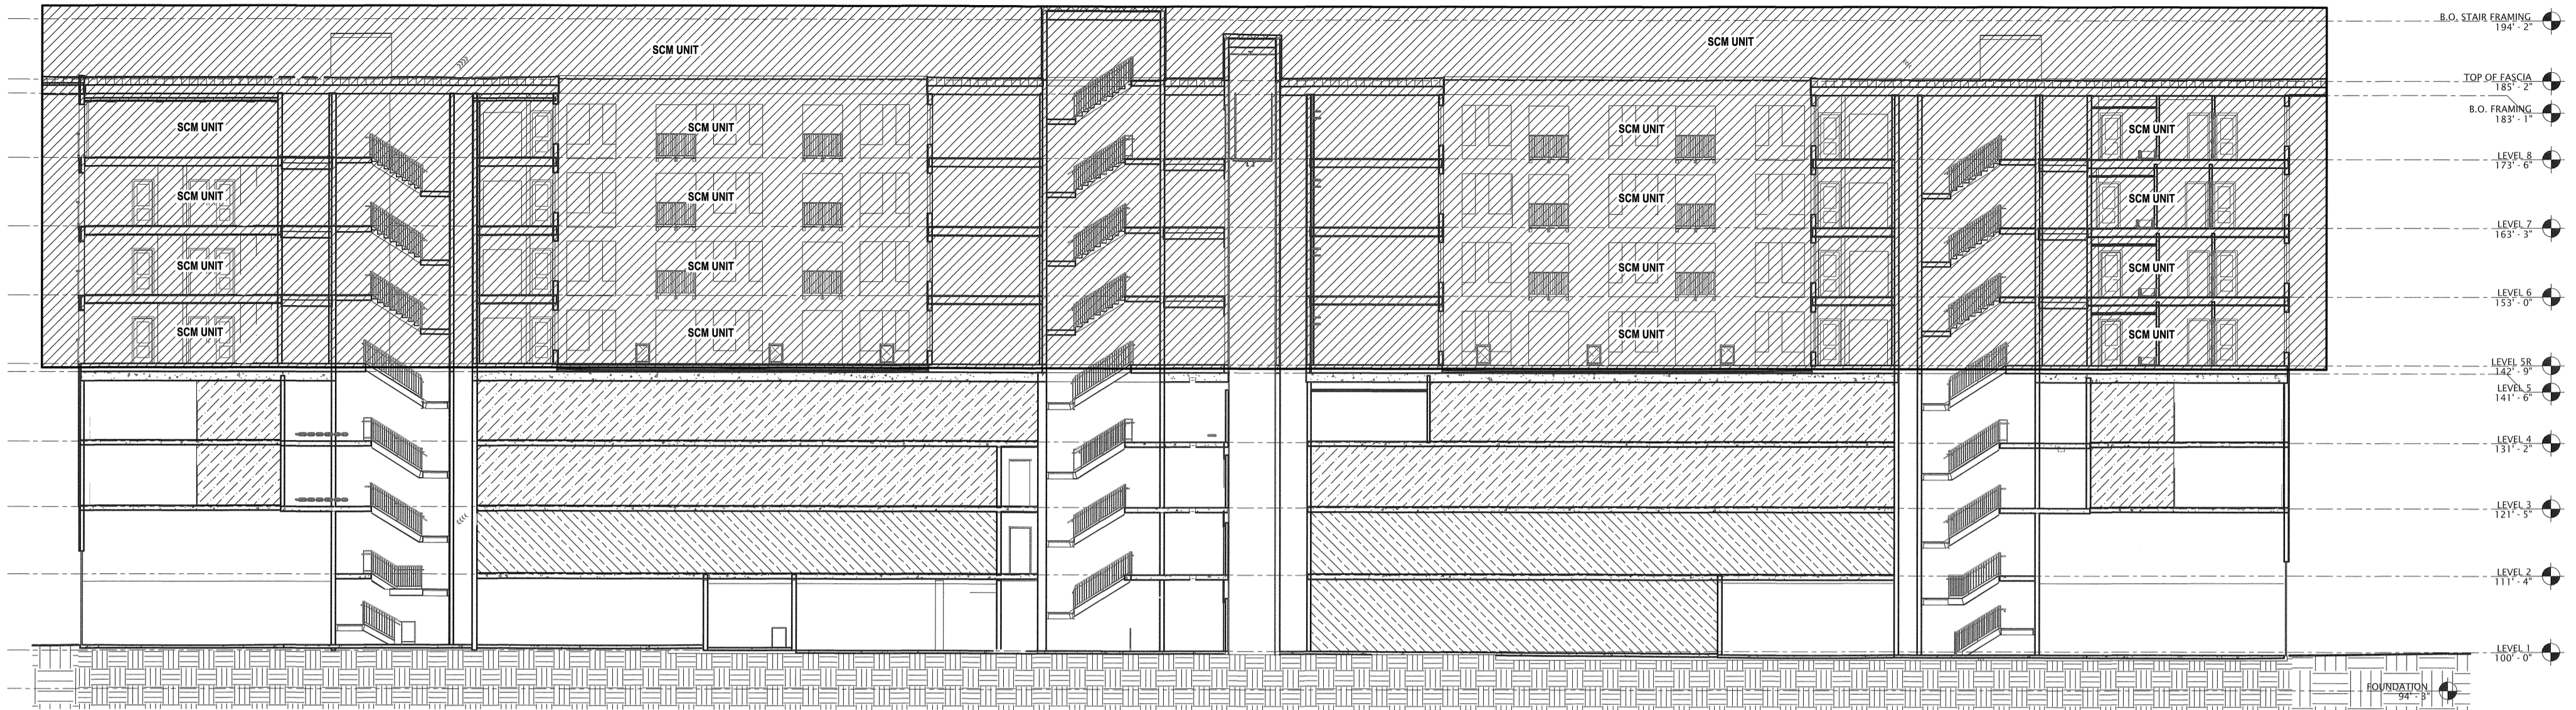 B.O. STAIR FRAMING
194' - 2"
SCM UNIT
SCM UNIT
TOP OF FASCIA
185' - 2"
B.O. FRAMING
183' - 1"
SCM UNIT
SCM UNIT
SCM UNIT
SCM UNIT
LEVEL 8
173' - 6"
SCM UNIT
SCM UNIT
SCM UNIT
SCM UNIT
LEVEL 7
163' - 3"
SCM UNIT
SCM UNIT
SCM UNIT
SCM UNIT
LEVEL 6
153' - 0"
SCM UNIT
SCM UNIT
SCM UNIT
SCM UNIT
LEVEL 5R
142' - 9"
LEVEL 5
141' - 6"
LEVEL 4
131' - 2"
LEVEL 3
121' - 5"
LEVEL 2
111' - 4"
LEVEL 1
100' - 0"
FOUNDATION
94' - 3"